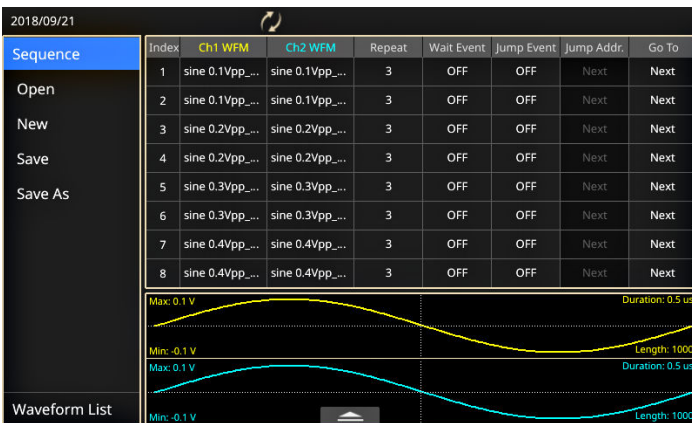 2018/09/21
Sequence
Open
New
Save
Save As
Waveform List
Index Ch1 WFM Ch2 WFM Repeat Wait Event Jump Event Jump Addr. Go To
1 sine 0.1Vpp_... sine 0.1Vpp_... 3 OFF OFF Next Next
2 sine 0.1Vpp_... sine 0.1Vpp_... 3 OFF OFF Next Next
3 sine 0.2Vpp_... sine 0.2Vpp_... 3 OFF OFF Next Next
4 sine 0.2Vpp_... sine 0.2Vpp_... 3 OFF OFF Next Next
5 sine 0.3Vpp_... sine 0.3Vpp_... 3 OFF OFF Next Next
6 sine 0.3Vpp_... sine 0.3Vpp_... 3 OFF OFF Next Next
7 sine 0.4Vpp_... sine 0.4Vpp_... 3 OFF OFF Next Next
8 sine 0.4Vpp_... sine 0.4Vpp_... 3 OFF OFF Next Next
Max: 0.1 V Duration: 0.5 us
Min: -0.1 V Length: 1000
Max: 0.1 V Duration: 0.5 us
Min: -0.1 V Length: 1000